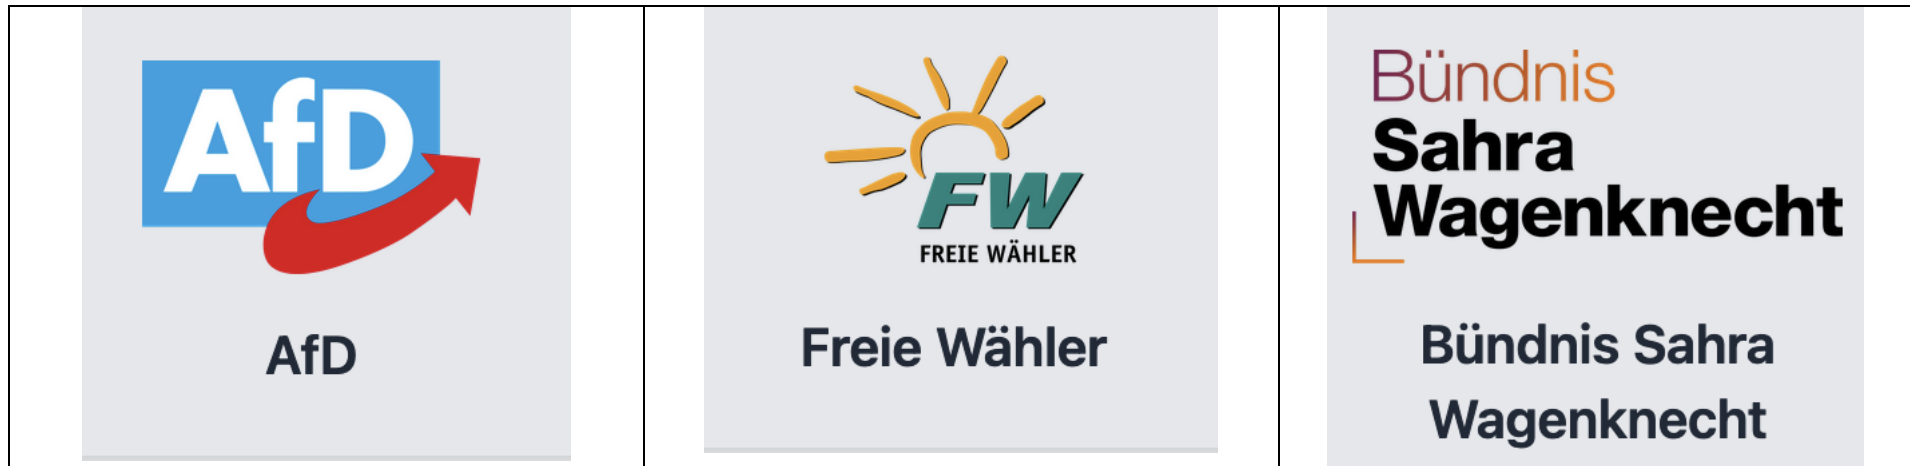 AfD
AfD
FW
FREIE WÄHLER
Freie Wähler
Bündnis
Sahra
Wagenknecht
Bündnis Sahra
Wagenknecht